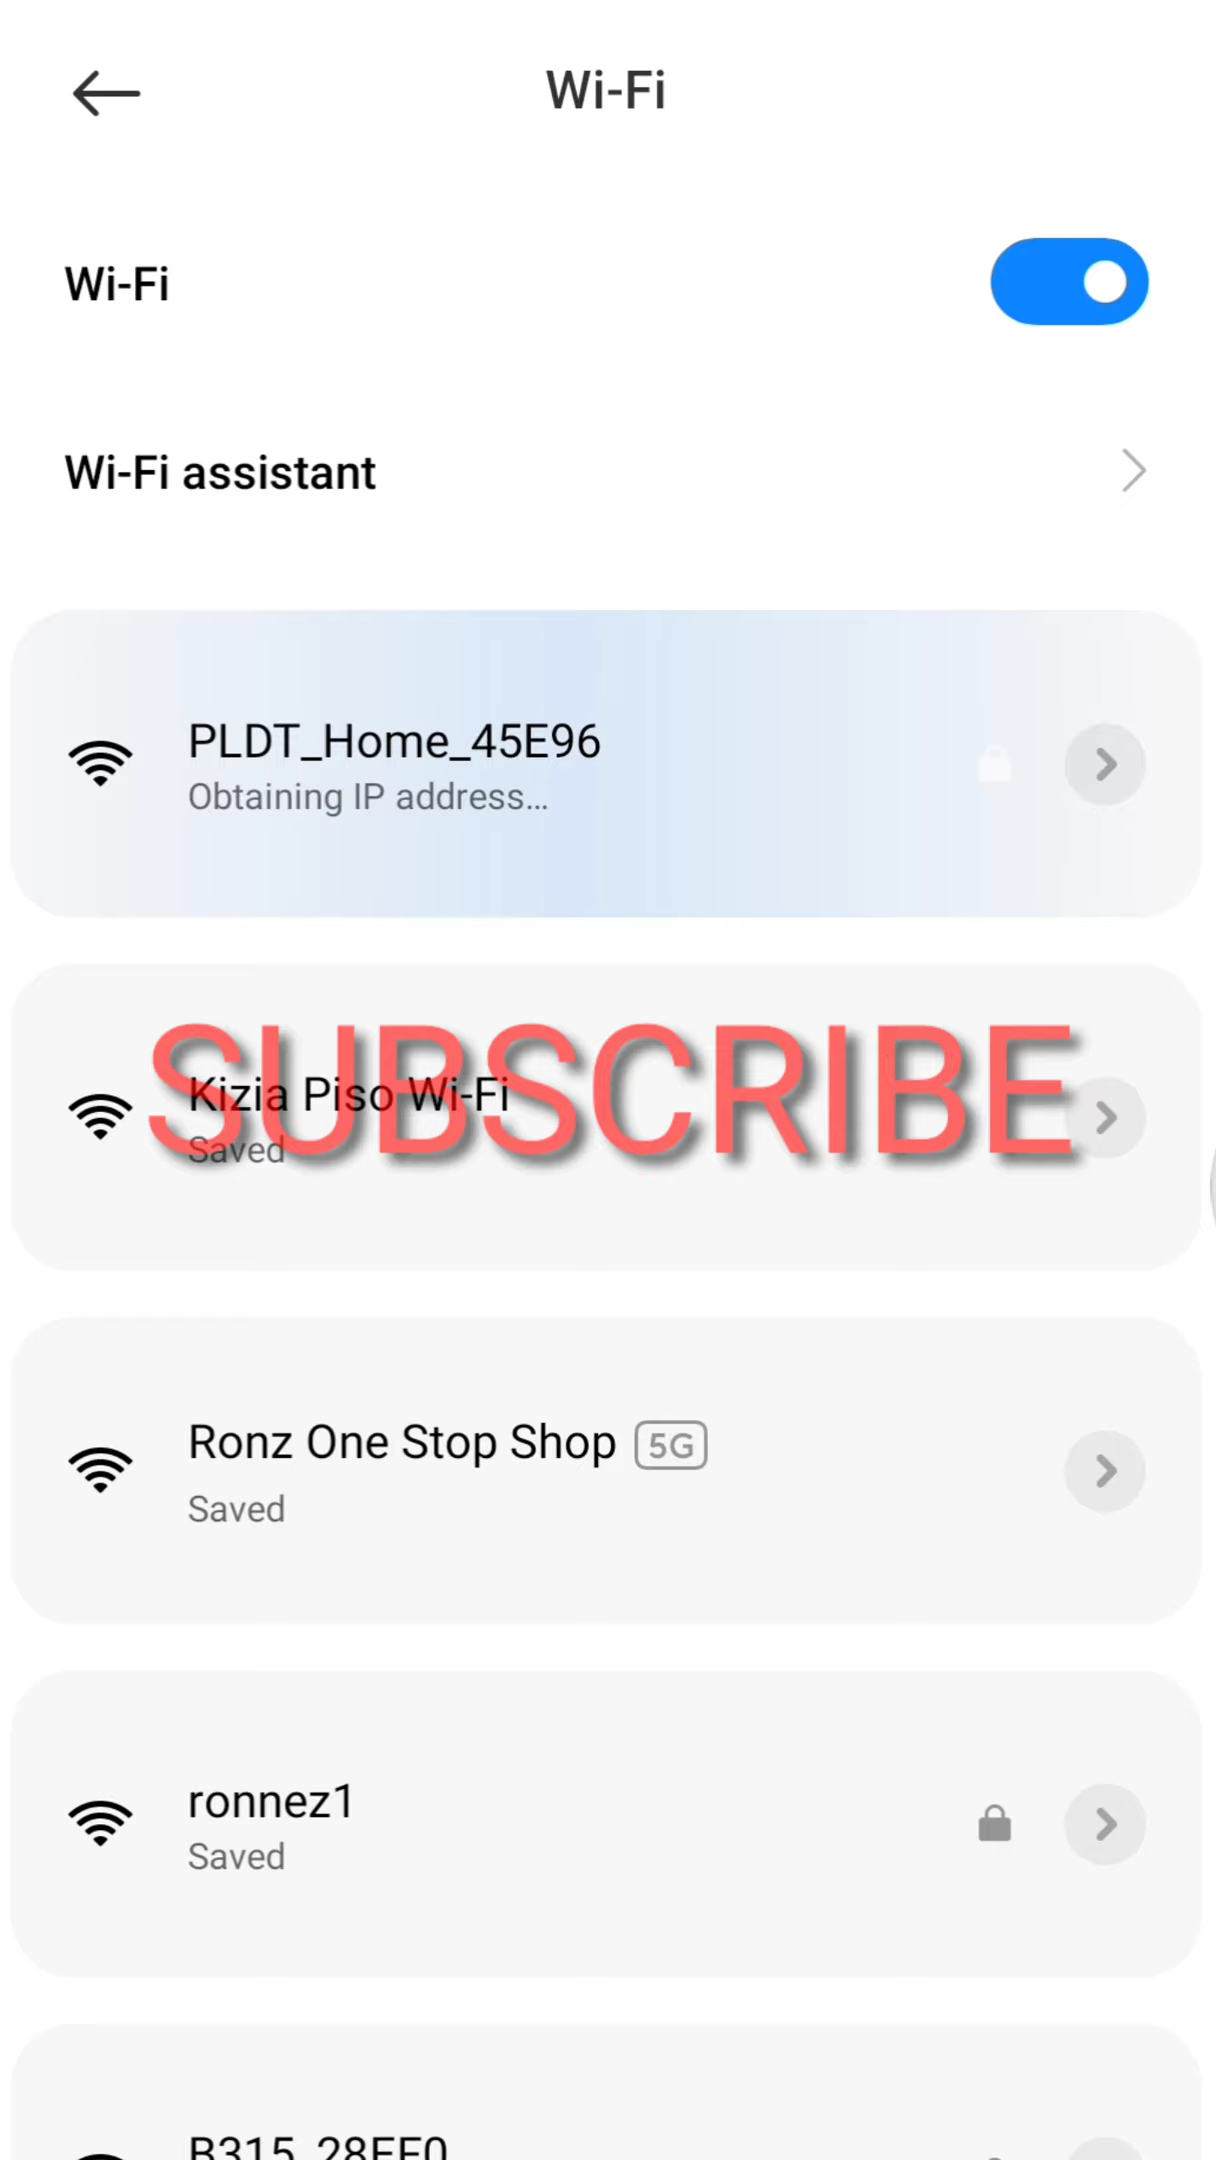 Wi-Fi
Wi-Fi
Wi-Fi assistant
PLDT_Home_45E96
Obtaining IP address...
SUBSCRIBE
Kizia Piso Wi-Fi
Saved
Ronz One Stop Shop 5G
Saved
ronnez1
Saved